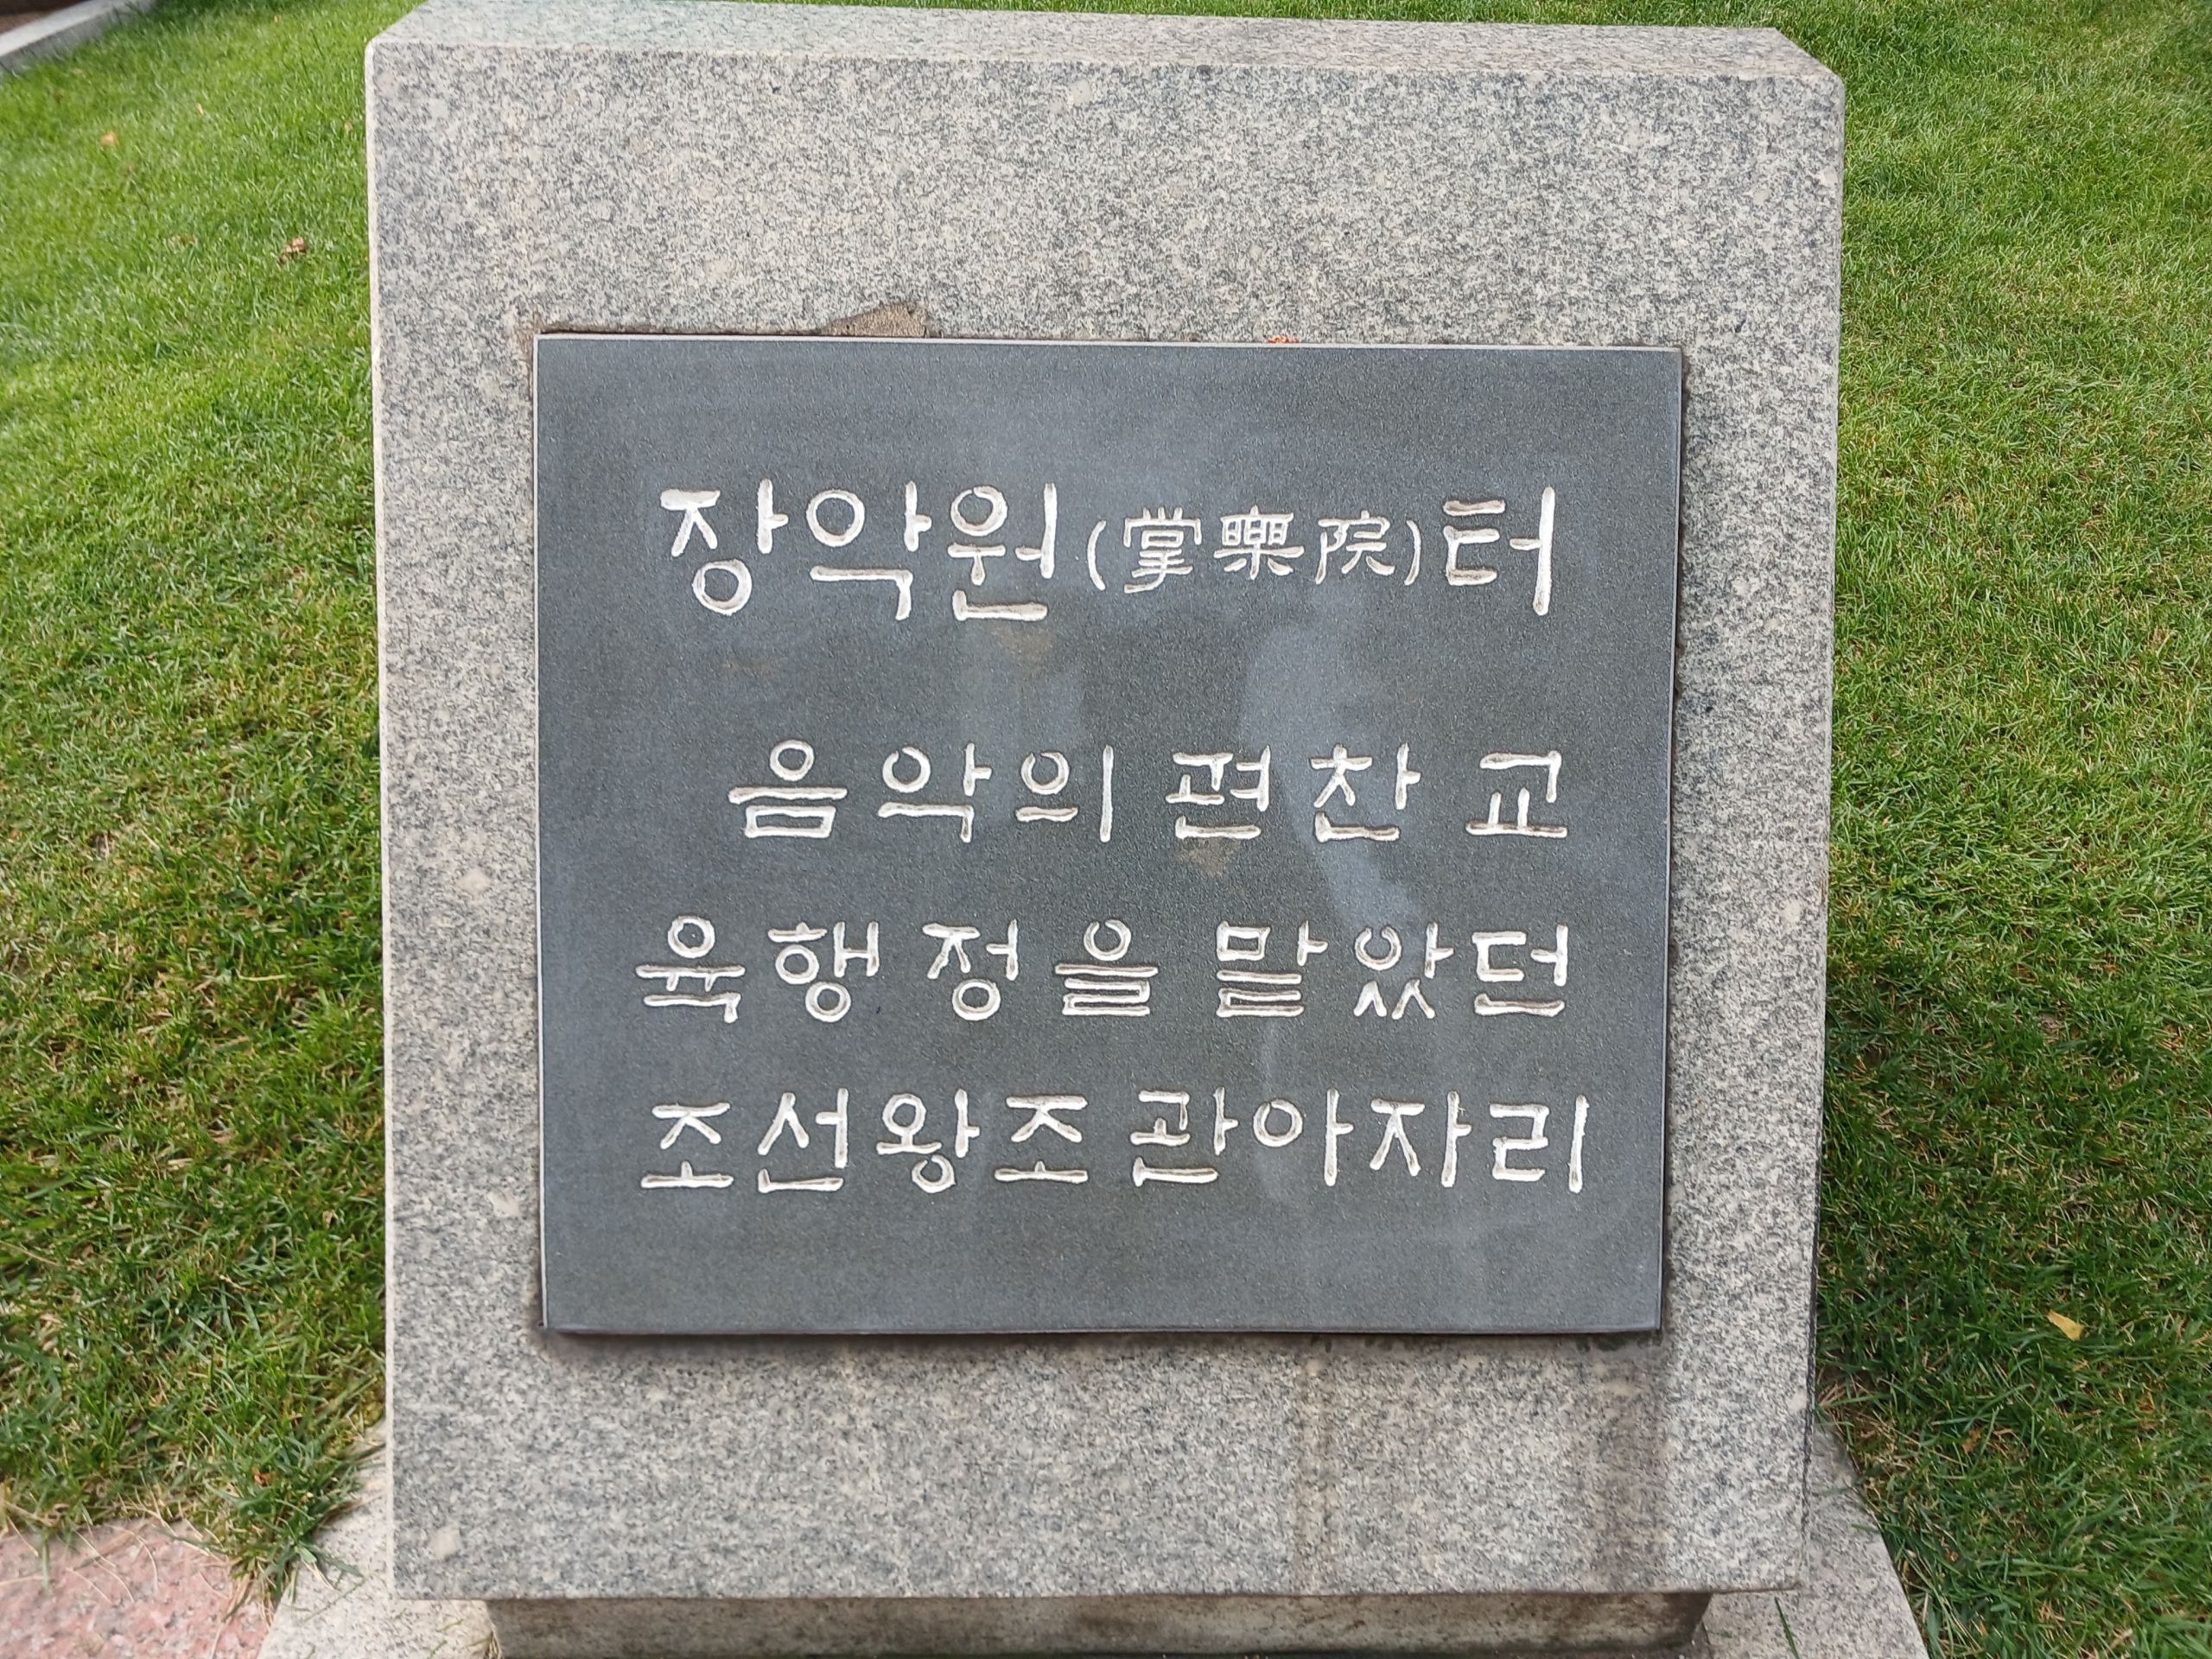 장악원(掌樂院)터
음악의 편찬 교
육행정을 맡았던
조선왕조 관아자리